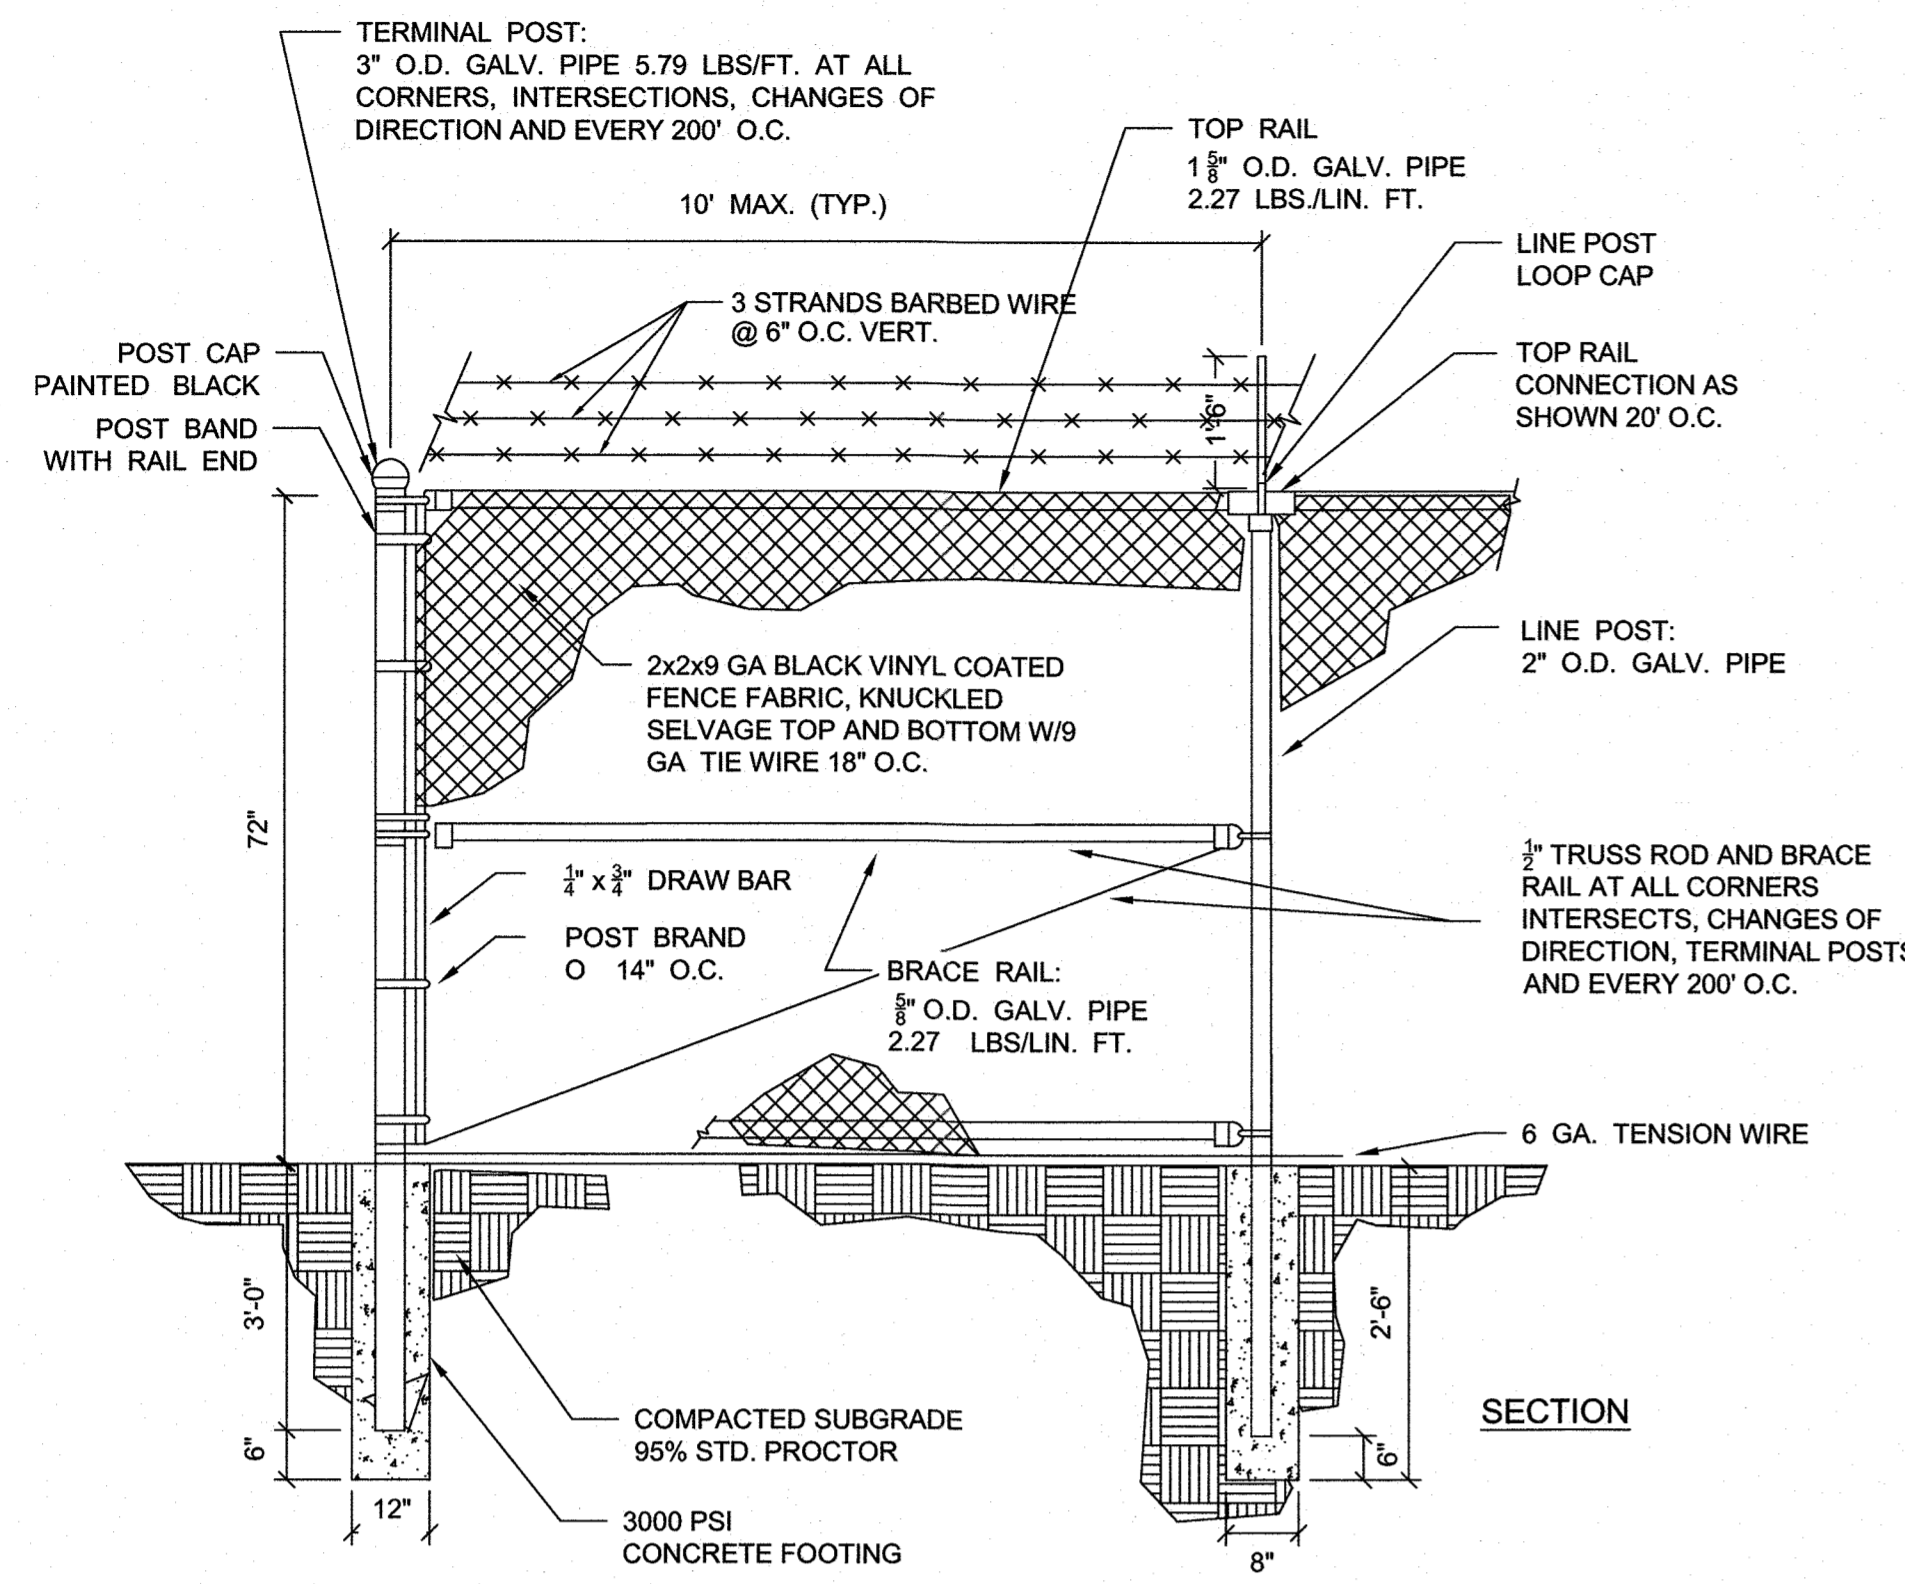 TERMINAL POST:
3" O.D. GALV. PIPE 5.79 LBS/FT. AT ALL
CORNERS, INTERSECTIONS, CHANGES OF
DIRECTION AND EVERY 200' O.C.
TOP RAIL
1 5/8" O.D. GALV. PIPE
2.27 LBS./LIN. FT.
10' MAX. (TYP.)
LINE POST
LOOP CAP
3 STRANDS BARBED WIRE
@ 6" O.C. VERT.
POST CAP
PAINTED BLACK
TOP RAIL
CONNECTION AS
SHOWN 20' O.C.
POST BAND
WITH RAIL END
1'-6"
LINE POST:
2" O.D. GALV. PIPE
2x2x9 GA BLACK VINYL COATED
FENCE FABRIC, KNUCKLED
SELVAGE TOP AND BOTTOM W/9
GA TIE WIRE 18" O.C.
72"
1/2" TRUSS ROD AND BRACE
RAIL AT ALL CORNERS
INTERSECTS, CHANGES OF
DIRECTION, TERMINAL POSTS
AND EVERY 200' O.C.
1/4" x 3/4" DRAW BAR
POST BRAND
O 14" O.C.
BRACE RAIL:
5/8" O.D. GALV. PIPE
2.27 LBS/LIN. FT.
6 GA. TENSION WIRE
3'-0"
2'-6"
6"
6"
COMPACTED SUBGRADE
95% STD. PROCTOR
SECTION
12"
3000 PSI
CONCRETE FOOTING
8"